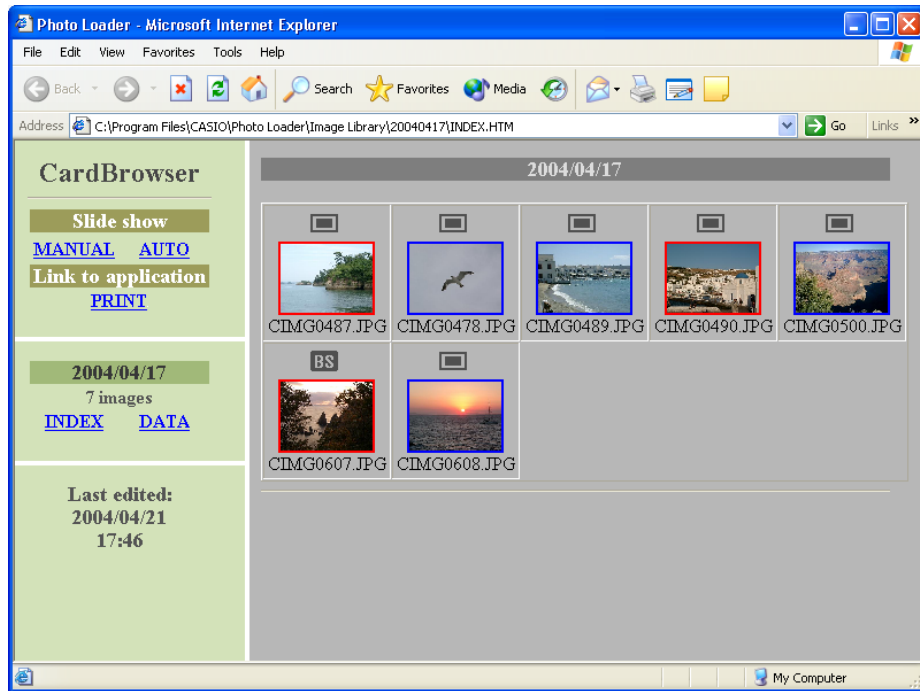 Photo Loader - Microsoft Internet Explorer
File Edit View Favorites Tools Help
Back Search Favorites Media
Address C:\Program Files\CASIO\Photo Loader\Image Library\20040417\INDEX.HTM Go Links »
CardBrowser
Slide show
MANUAL AUTO
Link to application
PRINT
2004/04/17
7 images
INDEX DATA
Last edited:
2004/04/21
17:46
2004/04/17
CIMG0487.JPG CIMG0478.JPG CIMG0489.JPG CIMG0490.JPG CIMG0500.JPG
BS
CIMG0607.JPG CIMG0608.JPG
My Computer